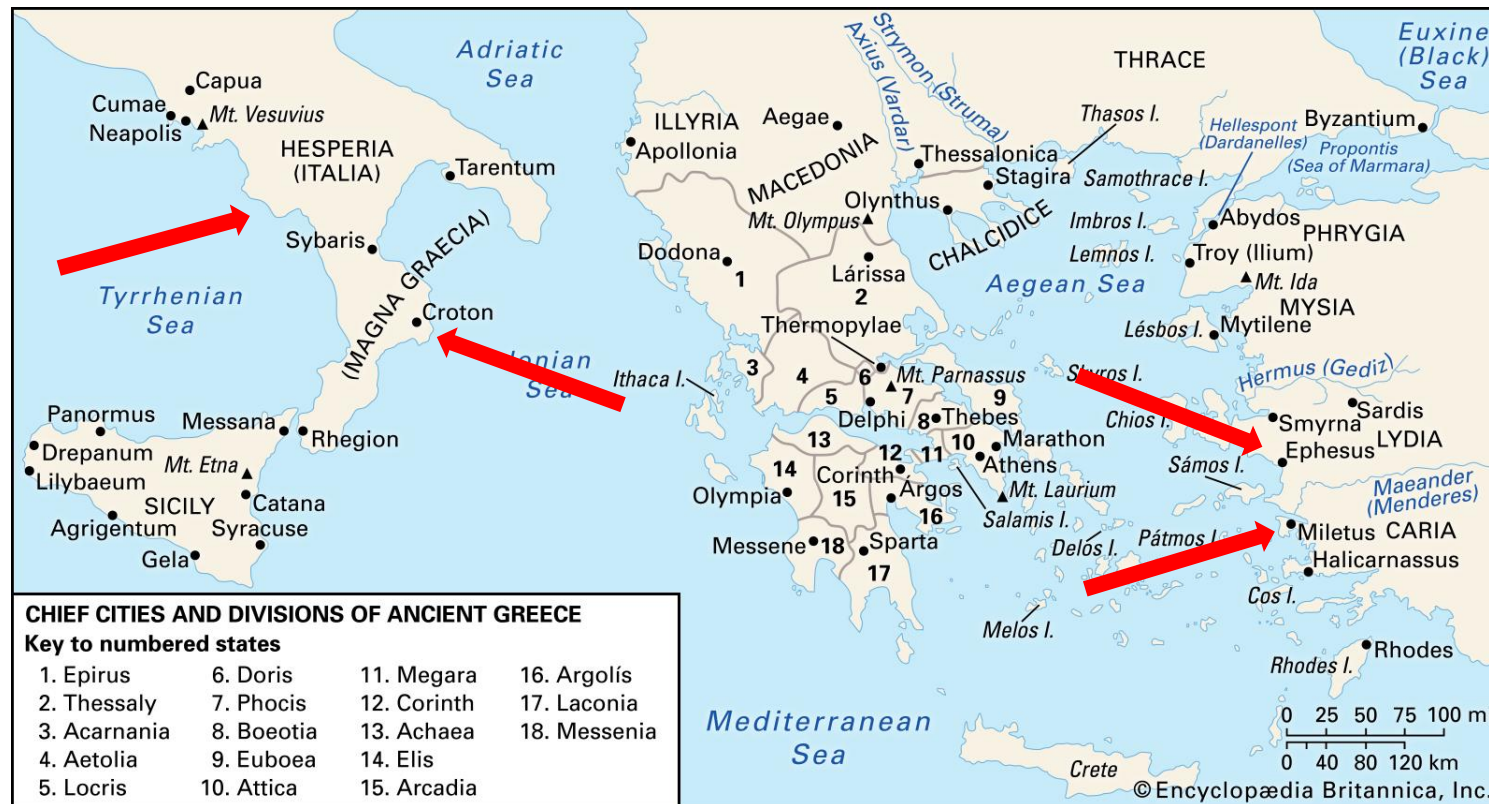 Adriatic
Sea
Capua
Cumae
Mt. Vesuvius
Neapolis
HESPERIA
(ITALIA)
Tarentum
Sybaris
Tyrrhenian
Sea
(MAGNA GRAECIA)
Croton
Ionian
Sea
Panormus
Messana
Rhegion
Drepanum
Mt. Etna
Lilybaeum
SICILY
Catana
Agrigentum
Syracuse
Gela
ILLYRIA
Apollonia
Aegae
MACEDONIA
Axius (Vardar)
Strymon (Struma)
THRACE
Euxine
(Black)
Sea
Thasos I.
Hellespont
(Dardanelles)
Byzantium
Propontis
(Sea of Marmara)
Thessalonica
Stagira
Samothrace I.
Olynthus
Mt. Olympus
CHALCIDICE
Imbros I.
Abydos
PHRYGIA
Dodona
1
Lárissa
2
Lemnos I.
Troy (Ilium)
Mt. Ida
Aegean Sea
MYSIA
Thermopylae
Lésbos I.
Mytilene
Ithaca I.
3
4
5
6
Mt. Parnassus
7
9
Skyros I.
Hermus (Gediz)
Delphi
8
Thebes
Chios I.
Smyrna
Sardis
LYDIA
Ephesus
13
12
11
10
Marathon
Athens
Sámos I.
14
Corinth
Olympia
15
Árgos
Mt. Laurium
Maeander
(Menderes)
16
Salamis I.
Messene
18
Sparta
17
Delos I.
Pátmos I.
Miletus
CARIA
Halicarnassus
Cos I.
Melos I.
Rhodes
Rhodes I.
Mediterranean
Sea
Crete
CHIEF CITIES AND DIVISIONS OF ANCIENT GREECE
Key to numbered states
1. Epirus
2. Thessaly
3. Acarnania
4. Aetolia
5. Locris
6. Doris
7. Phocis
8. Boeotia
9. Euboea
10. Attica
11. Megara
12. Corinth
13. Achaea
14. Elis
15. Arcadia
16. Argolís
17. Laconia
18. Messenia
0 25 50 75 100 m
0 40 80 120 km
© Encyclopædia Britannica, Inc.